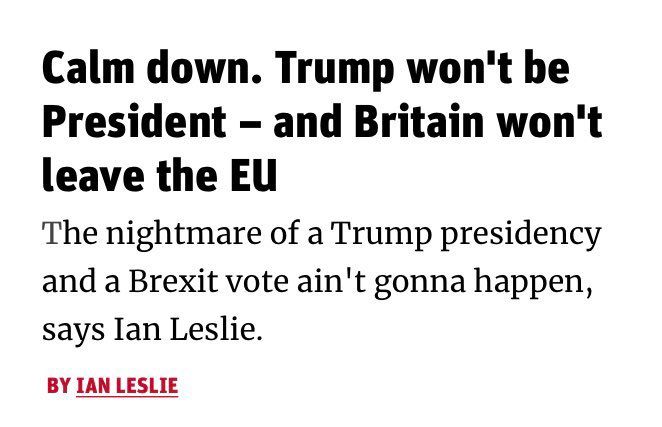 Calm down. Trump won't be
President – and Britain won't
leave the EU
The nightmare of a Trump presidency
and a Brexit vote ain't gonna happen,
says Ian Leslie.
BY IAN LESLIE